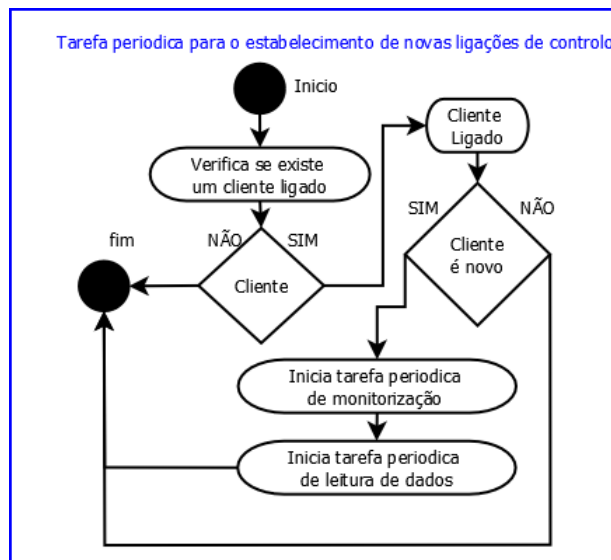 Tarefa periodica para o estabelecimento de novas ligações de controlo
Inicio
Verifica se existe
um cliente ligado
NÃO
SIM
fim
Cliente
Cliente
Ligado
SIM
NÃO
Cliente
é novo
Inicia tarefa periodica
de monitorização
Inicia tarefa periodica
de leitura de dados